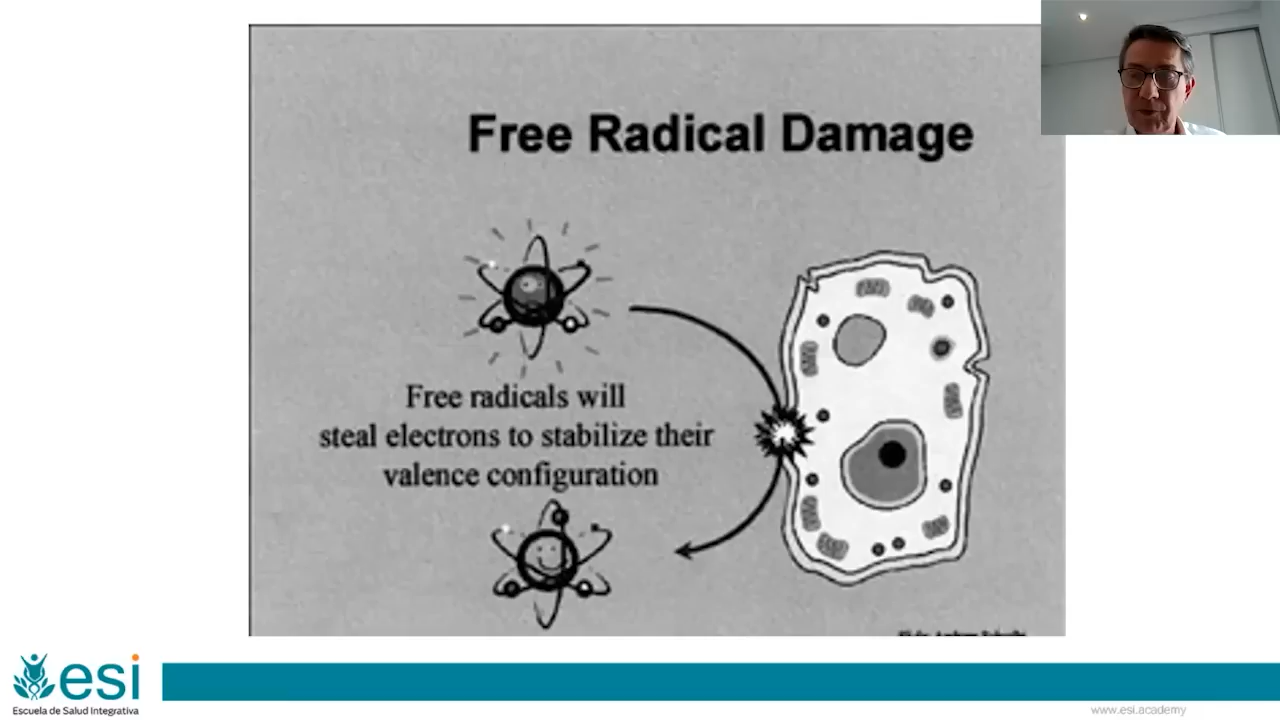 Free Radical Damage
Free radicals will
steal electrons to stabilize their
valence configuration
esi
Escuela de Salud Integrativa
www.esi.academy